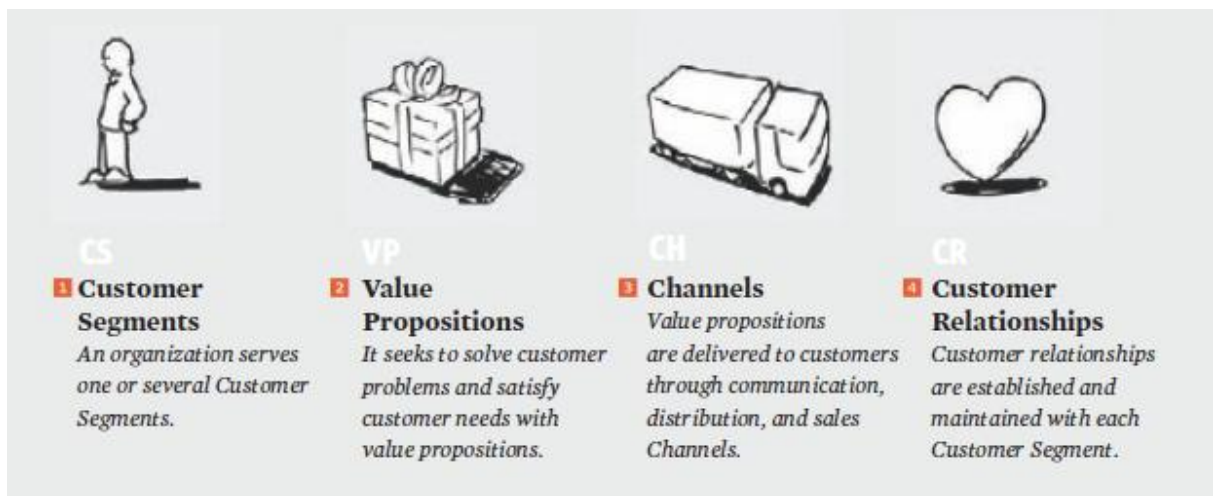 CS
1 Customer
Segments
An organization serves
one or several Customer
Segments.
VP
2 Value
Propositions
It seeks to solve customer
problems and satisfy
customer needs with
value propositions.
CH
3 Channels
Value propositions
are delivered to customers
through communication,
distribution, and sales
Channels.
CR
4 Customer
Relationships
Customer relationships
are established and
maintained with each
Customer Segment.